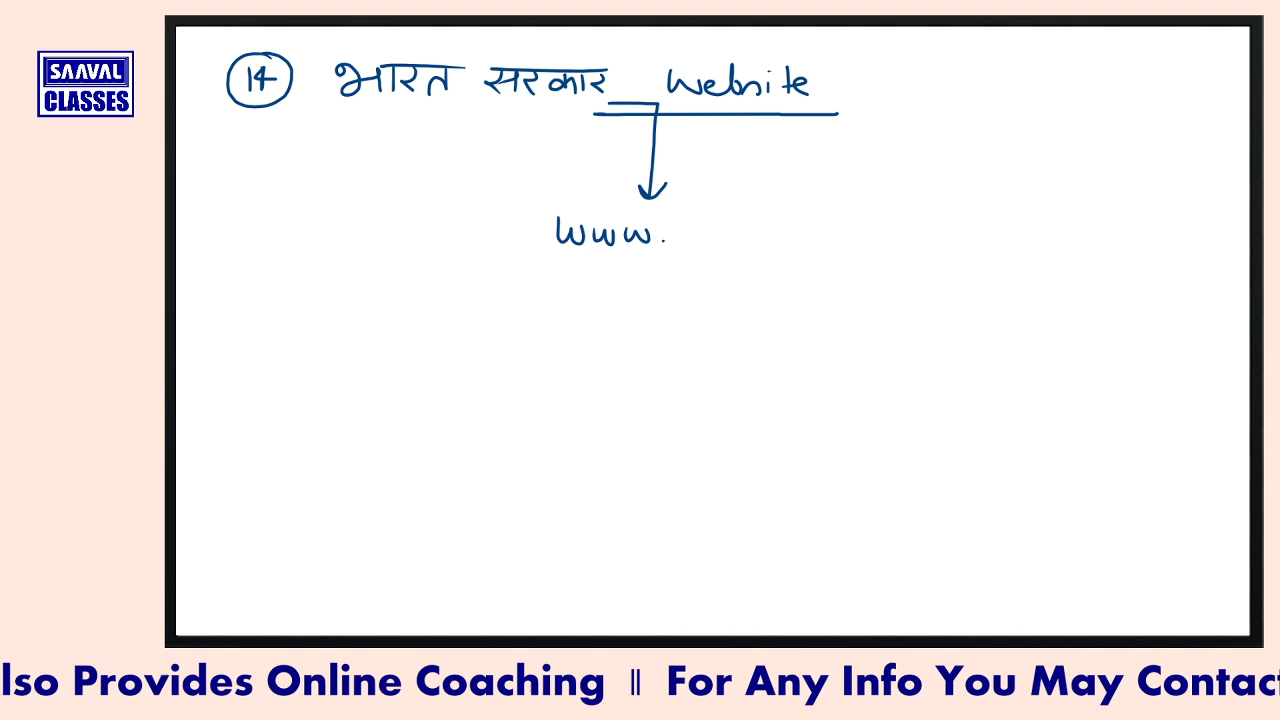 SAAVAL
CLASSES
14 भारत सरकार website
www.
lso Provides Online Coaching || For Any Info You May Contact